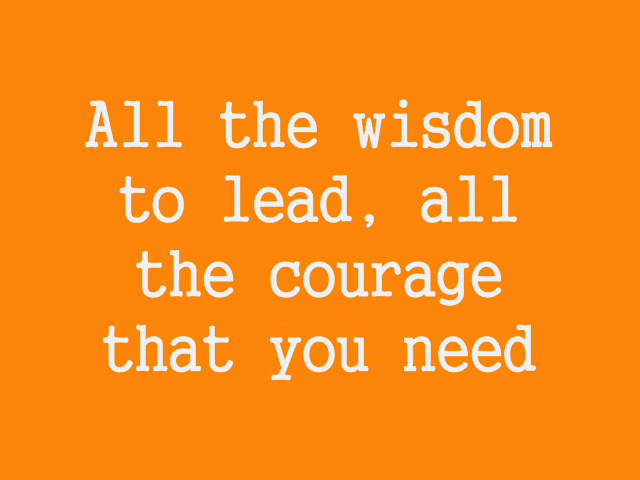 All the wisdom
to lead, all
the courage
that you need